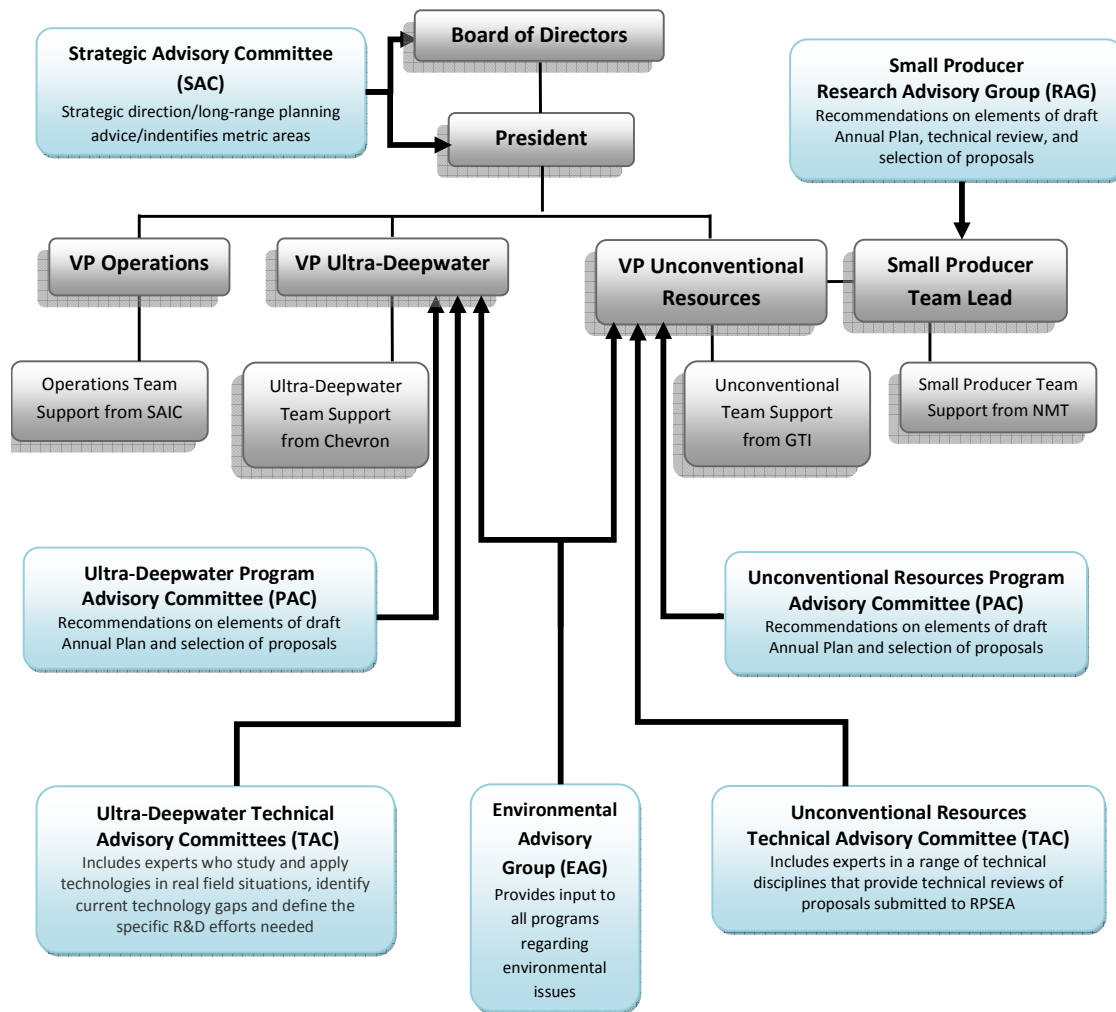 Board of Directors
Strategic Advisory Committee
(SAC)
Strategic direction/long-range planning
advice/indentifies metric areas
Small Producer
Research Advisory Group (RAG)
Recommendations on elements of draft
Annual Plan, technical review, and
selection of proposals
President
VP Operations
VP Ultra-Deepwater
VP Unconventional
Resources
Small Producer
Team Lead
Operations Team
Support from SAIC
Ultra-Deepwater
Team Support
from Chevron
Unconventional
Team Support
from GTI
Small Producer Team
Support from NMT
Ultra-Deepwater Program
Advisory Committee (PAC)
Recommendations on elements of draft
Annual Plan and selection of proposals
Unconventional Resources Program
Advisory Committee (PAC)
Recommendations on elements of draft
Annual Plan and selection of proposals
Ultra-Deepwater Technical
Advisory Committees (TAC)
Includes experts who study and apply
technologies in real field situations, identify
current technology gaps and define the
specific R&D efforts needed
Environmental
Advisory
Group (EAG)
Provides input to
all programs
regarding
environmental
issues
Unconventional Resources
Technical Advisory Committee (TAC)
Includes experts in a range of technical
disciplines that provide technical reviews of
proposals submitted to RPSEA